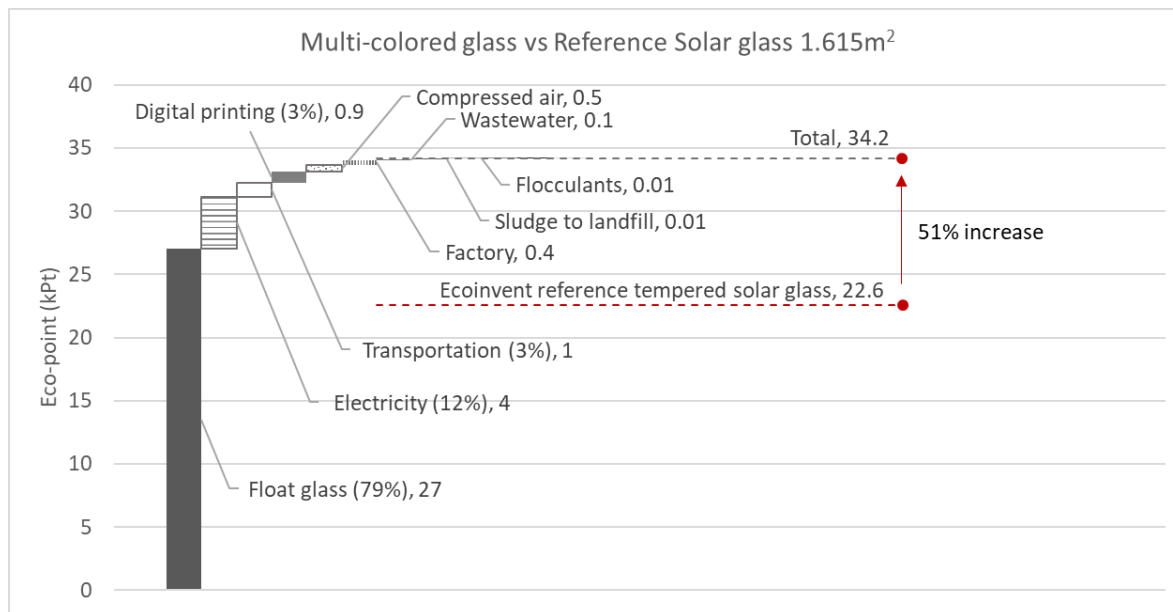 Multi-colored glass vs Reference Solar glass 1.615m²
40
35
30
25
20
15
10
5
0
Eco-point (kPt)
Compressed air, 0.5
Digital printing (3%), 0.9
Wastewater, 0.1
Total, 34.2
Flocculants, 0.01
Sludge to landfill, 0.01
51% increase
Factory, 0.4
Ecoinvent reference tempered solar glass, 22.6
Transportation (3%), 1
Electricity (12%), 4
Float glass (79%), 27